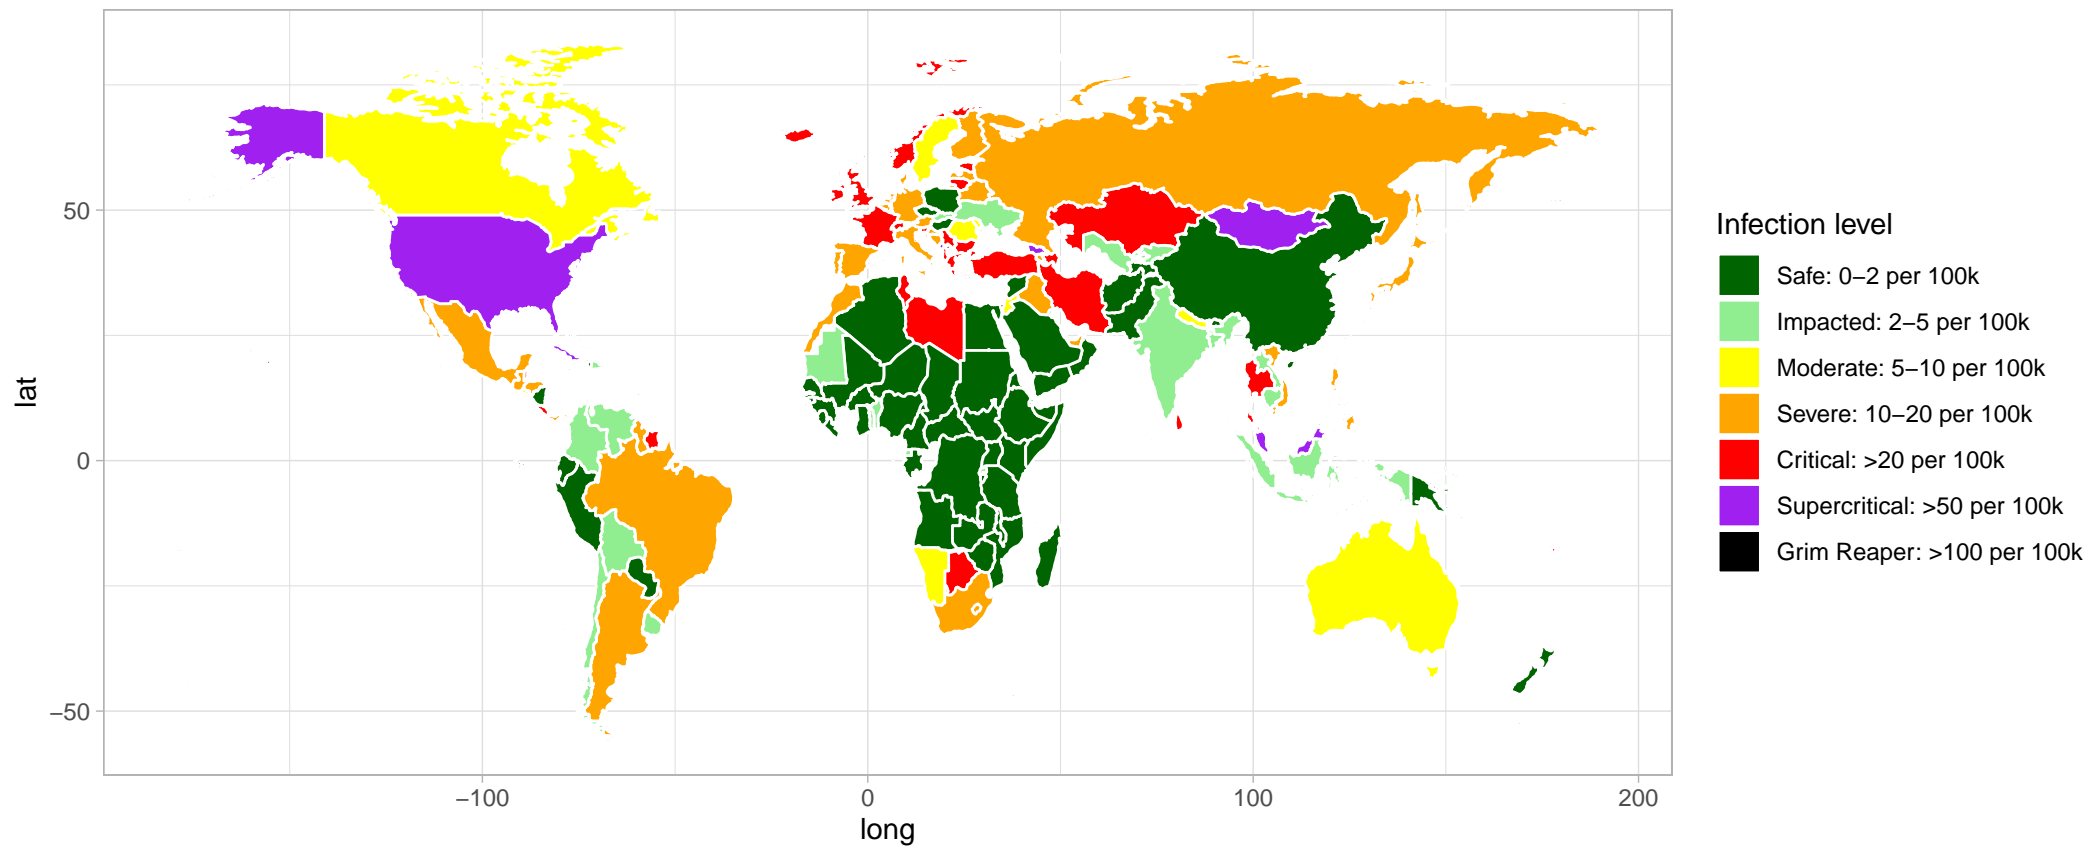 50
0
−50
lat
−100
0
100
200
long
Infection level
Safe: 0−2 per 100k
Impacted: 2−5 per 100k
Moderate: 5−10 per 100k
Severe: 10−20 per 100k
Critical: >20 per 100k
Supercritical: >50 per 100k
Grim Reaper: >100 per 100k